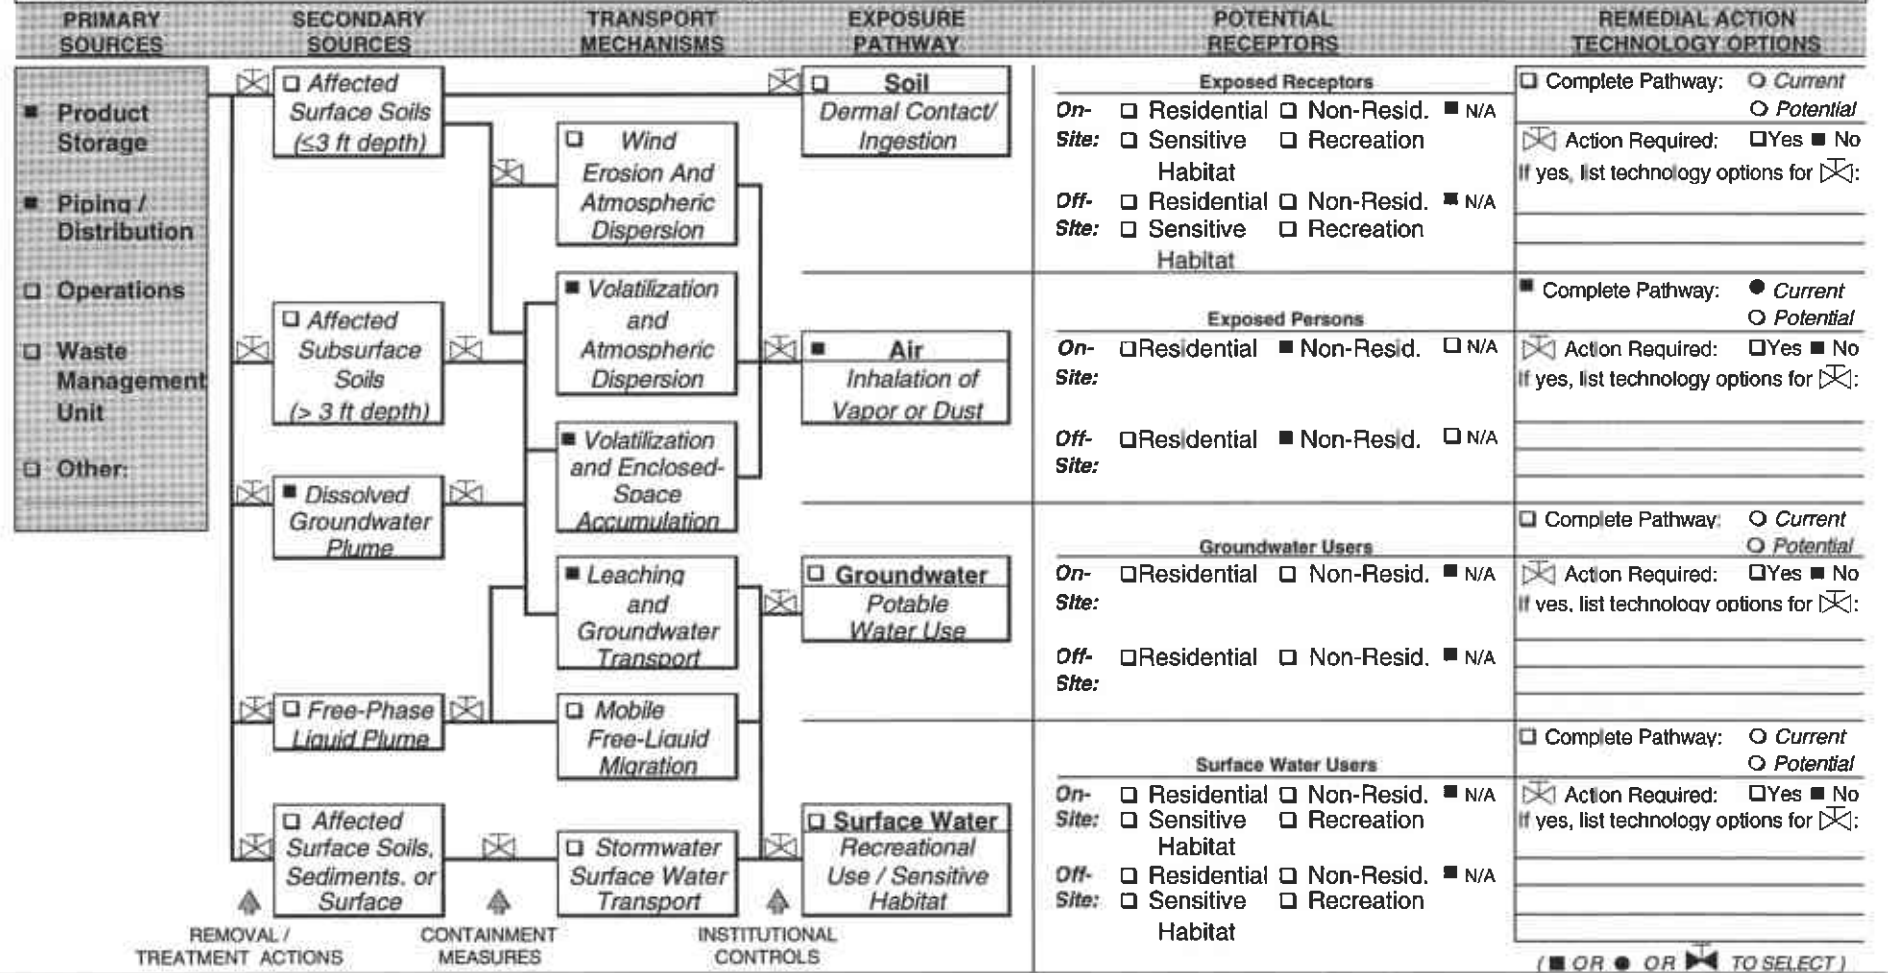 PRIMARY
SOURCES
SECONDARY
SOURCES
TRANSPORT
MECHANISMS
EXPOSURE
PATHWAY
POTENTIAL
RECEPTORS
REMEDIAL ACTION
TECHNOLOGY OPTIONS
■ Product
Storage
■ Piping /
Distribution
□ Operations
□ Waste
Management
Unit
□ Other:
□ Affected
Surface Soils
(≤3 ft depth)
□ Affected
Subsurface
Soils
(> 3 ft depth)
■ Dissolved
Groundwater
Plume
□ Free-Phase
Liquid Plume
□ Affected
Surface Soils,
Sediments, or
Surface
□ Wind
Erosion And
Atmospheric
Dispersion
■ Volatilization
and
Atmospheric
Dispersion
■ Volatilization
and Enclosed-
Space
Accumulation
■ Leaching
and
Groundwater
Transport
□ Mobile
Free-Liquid
Migration
□ Stormwater
Surface Water
Transport
□ Soil
Dermal Contact/
Ingestion
■ Air
Inhalation of
Vapor or Dust
□ Groundwater
Potable
Water Use
□ Surface Water
Recreational
Use / Sensitive
Habitat
Exposed Receptors
On- □ Residential □ Non-Resid. ■ N/A
Site: □ Sensitive □ Recreation
Habitat
Off- □ Residential □ Non-Resid. ■ N/A
Site: □ Sensitive □ Recreation
Habitat
□ Complete Pathway: ○ Current
○ Potential
Action Required: □Yes ■ No
If yes, list technology options for :
Exposed Persons
On- □Residential ■ Non-Resid. □ N/A
Site:
Off- □Residential ■ Non-Resid. □ N/A
Site:
■ Complete Pathway: ● Current
○ Potential
Action Required: □Yes ■ No
If yes, list technology options for :
Groundwater Users
On- □Residential □ Non-Resid. ■ N/A
Site:
Off- □Residential □ Non-Resid. ■ N/A
Site:
□ Complete Pathway: ○ Current
○ Potential
Action Required: □Yes ■ No
If yes, list technology options for :
Surface Water Users
On- □ Residential □ Non-Resid. ■ N/A
Site: □ Sensitive □ Recreation
Habitat
Off- □ Residential □ Non-Resid. ■ N/A
Site: □ Sensitive □ Recreation
Habitat
□ Complete Pathway: ○ Current
○ Potential
Action Required: □Yes ■ No
If yes, list technology options for :
REMOVAL /
TREATMENT ACTIONS
CONTAINMENT
MEASURES
INSTITUTIONAL
CONTROLS
(■ OR ● OR TO SELECT)